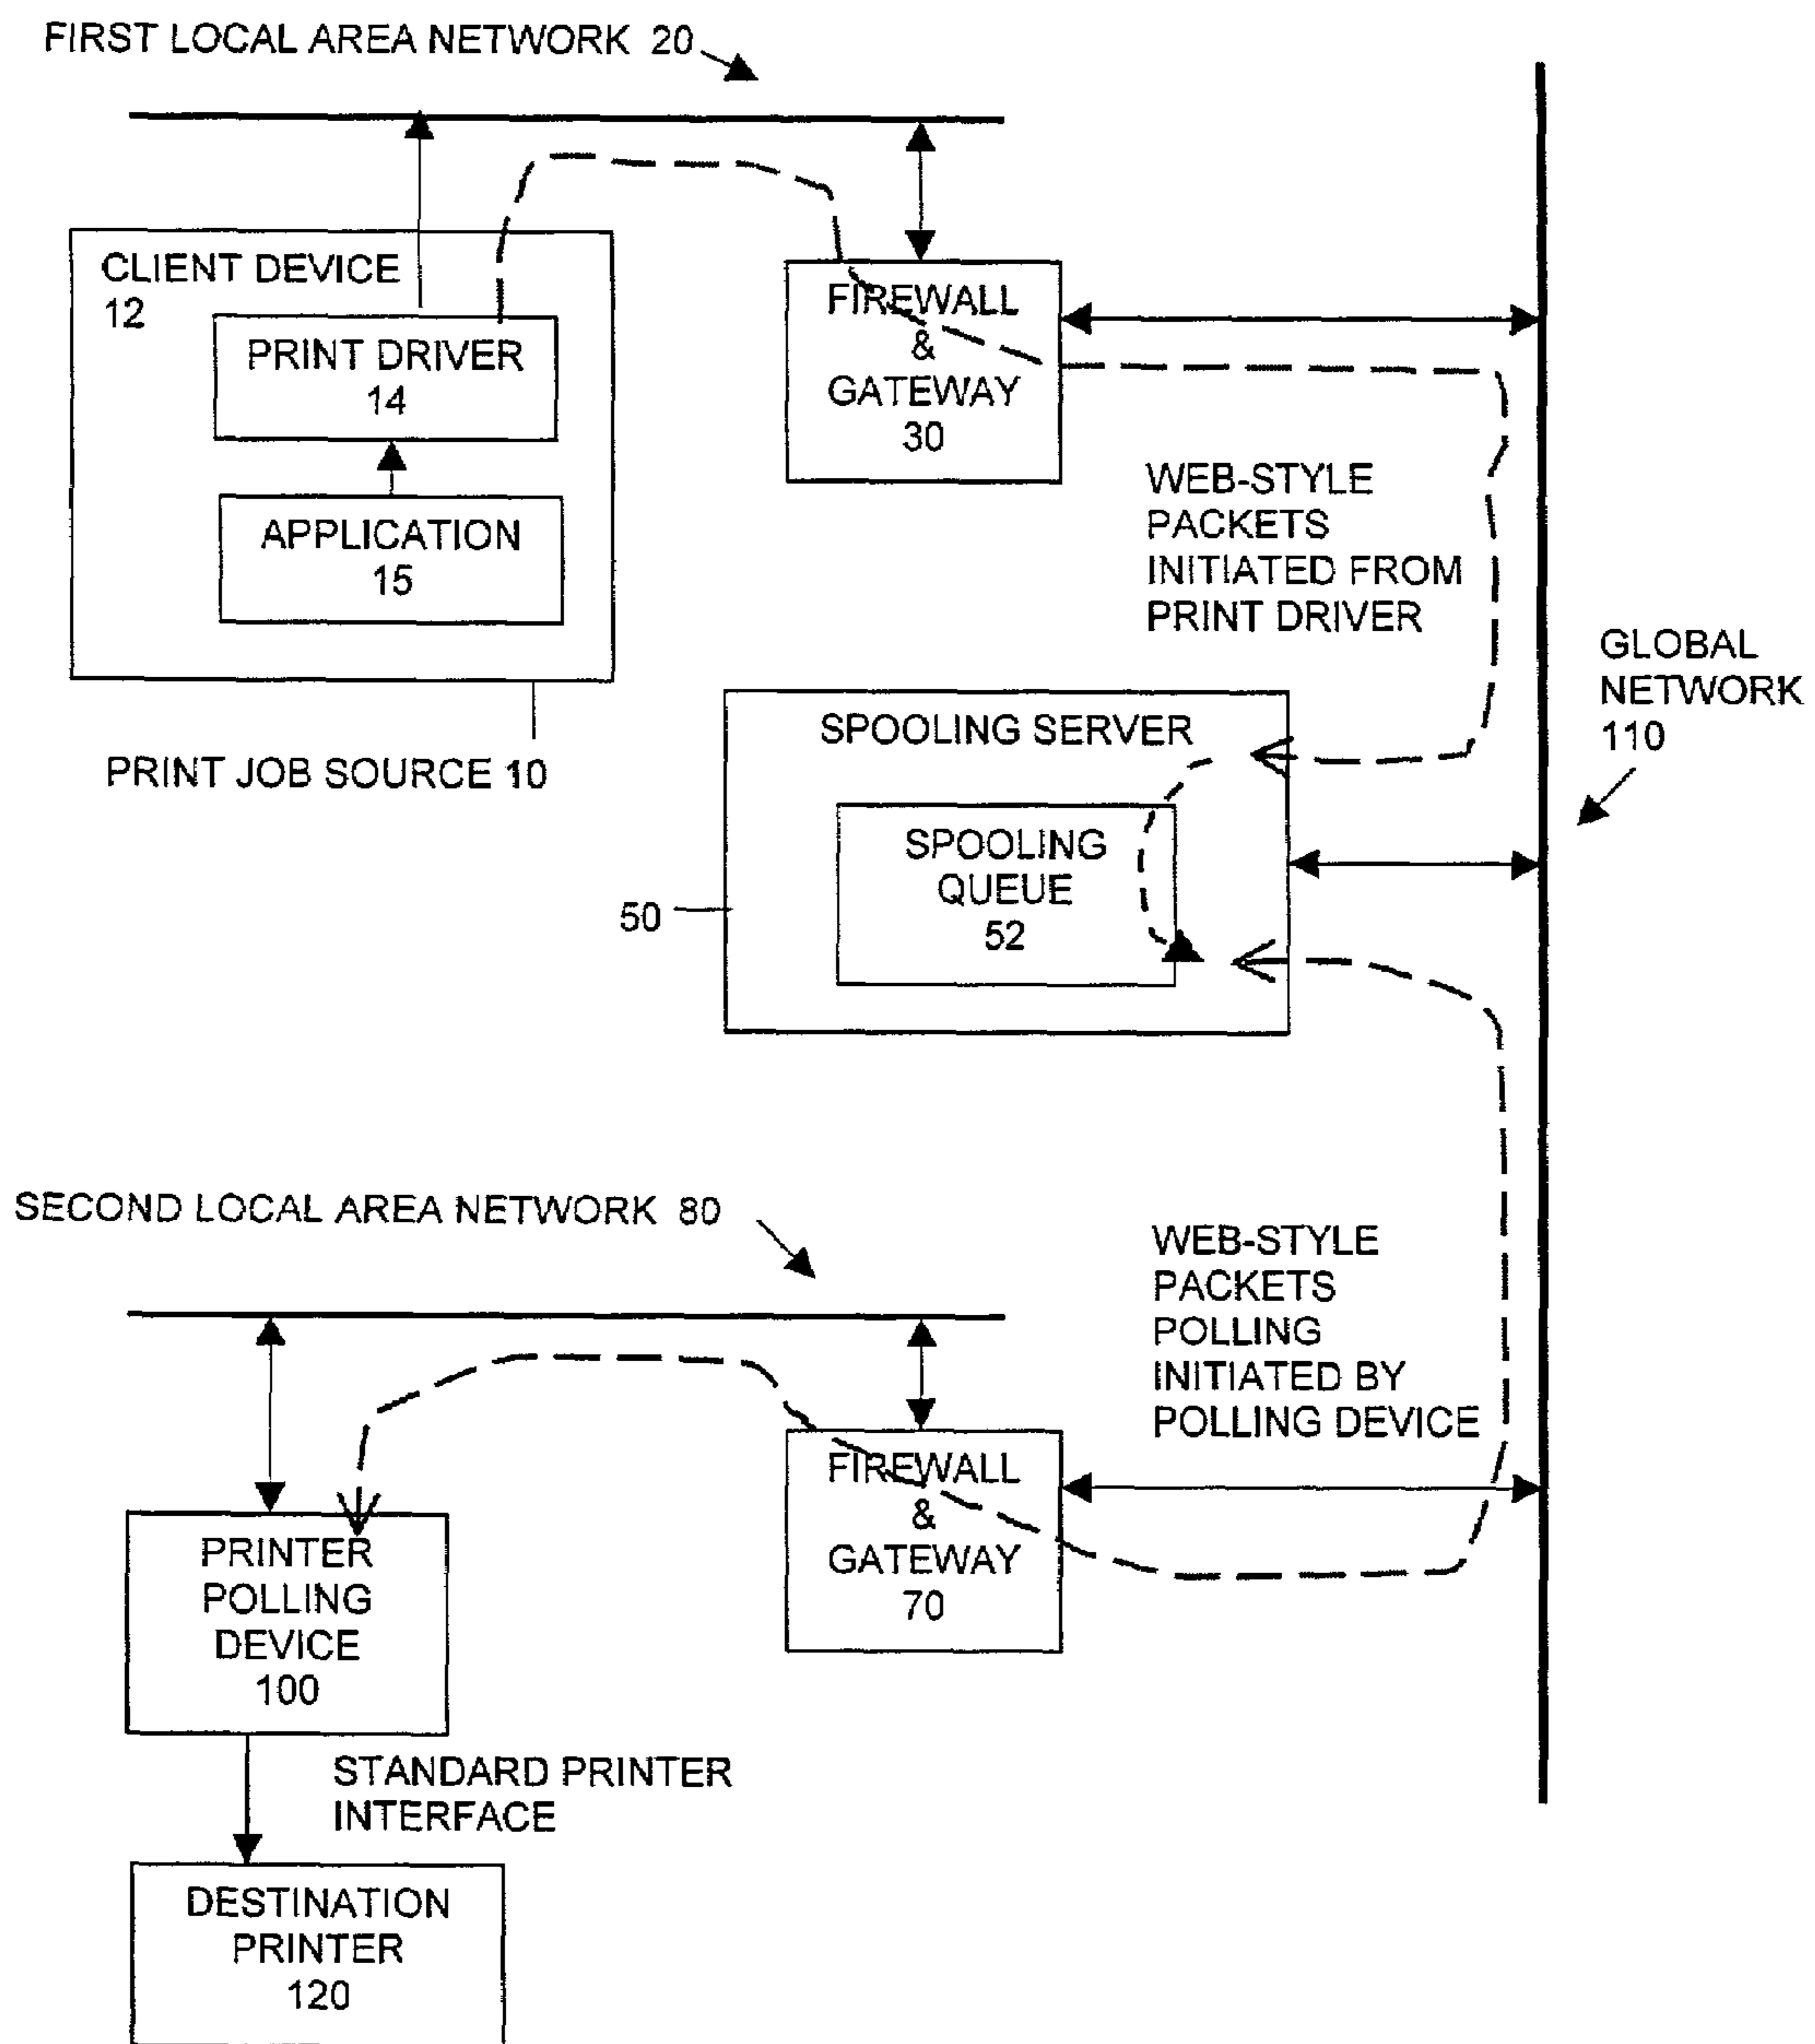 FIRST LOCAL AREA NETWORK 20
CLIENT DEVICE
12
PRINT DRIVER
14
APPLICATION
15
PRINT JOB SOURCE 10
FIREWALL
&
GATEWAY
30
WEB-STYLE
PACKETS
INITIATED FROM
PRINT DRIVER
GLOBAL
NETWORK
110
SPOOLING SERVER
SPOOLING
QUEUE
52
50
SECOND LOCAL AREA NETWORK 80
WEB-STYLE
PACKETS
POLLING
INITIATED BY
POLLING DEVICE
FIREWALL
&
GATEWAY
70
PRINTER
POLLING
DEVICE
100
STANDARD PRINTER
INTERFACE
DESTINATION
PRINTER
120